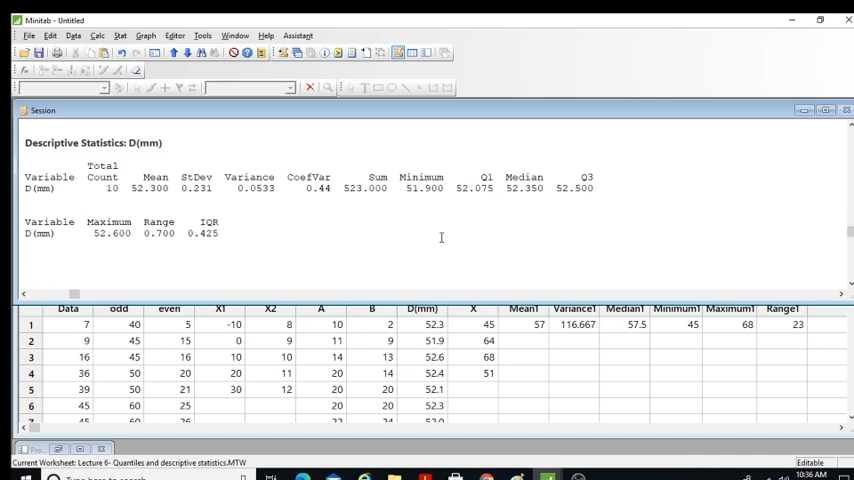 Minitab - Untitled
File Edit Data Calc Stat Graph Editor Tools Window Help Assistant
Session
Descriptive Statistics: D(mm)
Total
Variable Count Mean StDev Variance CoefVar Sum Minimum Q1 Median Q3
D(mm) 10 52.300 0.231 0.0533 0.44 523.000 51.900 52.075 52.350 52.500
Variable Maximum Range IQR
D(mm) 52.600 0.700 0.425
Data odd even X1 X2 A B D(mm) X Mean1 Variance1 Median1 Minimum1 Maximum1 Range1
1 7 40 5 -10 8 10 2 52.3 45 57 116.667 57.5 45 68 23
2 9 45 15 0 9 11 9 51.9 64
3 16 45 16 10 10 14 13 52.6 68
4 36 50 20 20 11 20 14 52.4 51
5 39 50 21 30 12 20 20 52.1
6 45 60 25 20 20 52.3
Pro...
Current Worksheet: Lecture 6- Quantiles and descriptive statistics.MTW Editable
10:36 AM